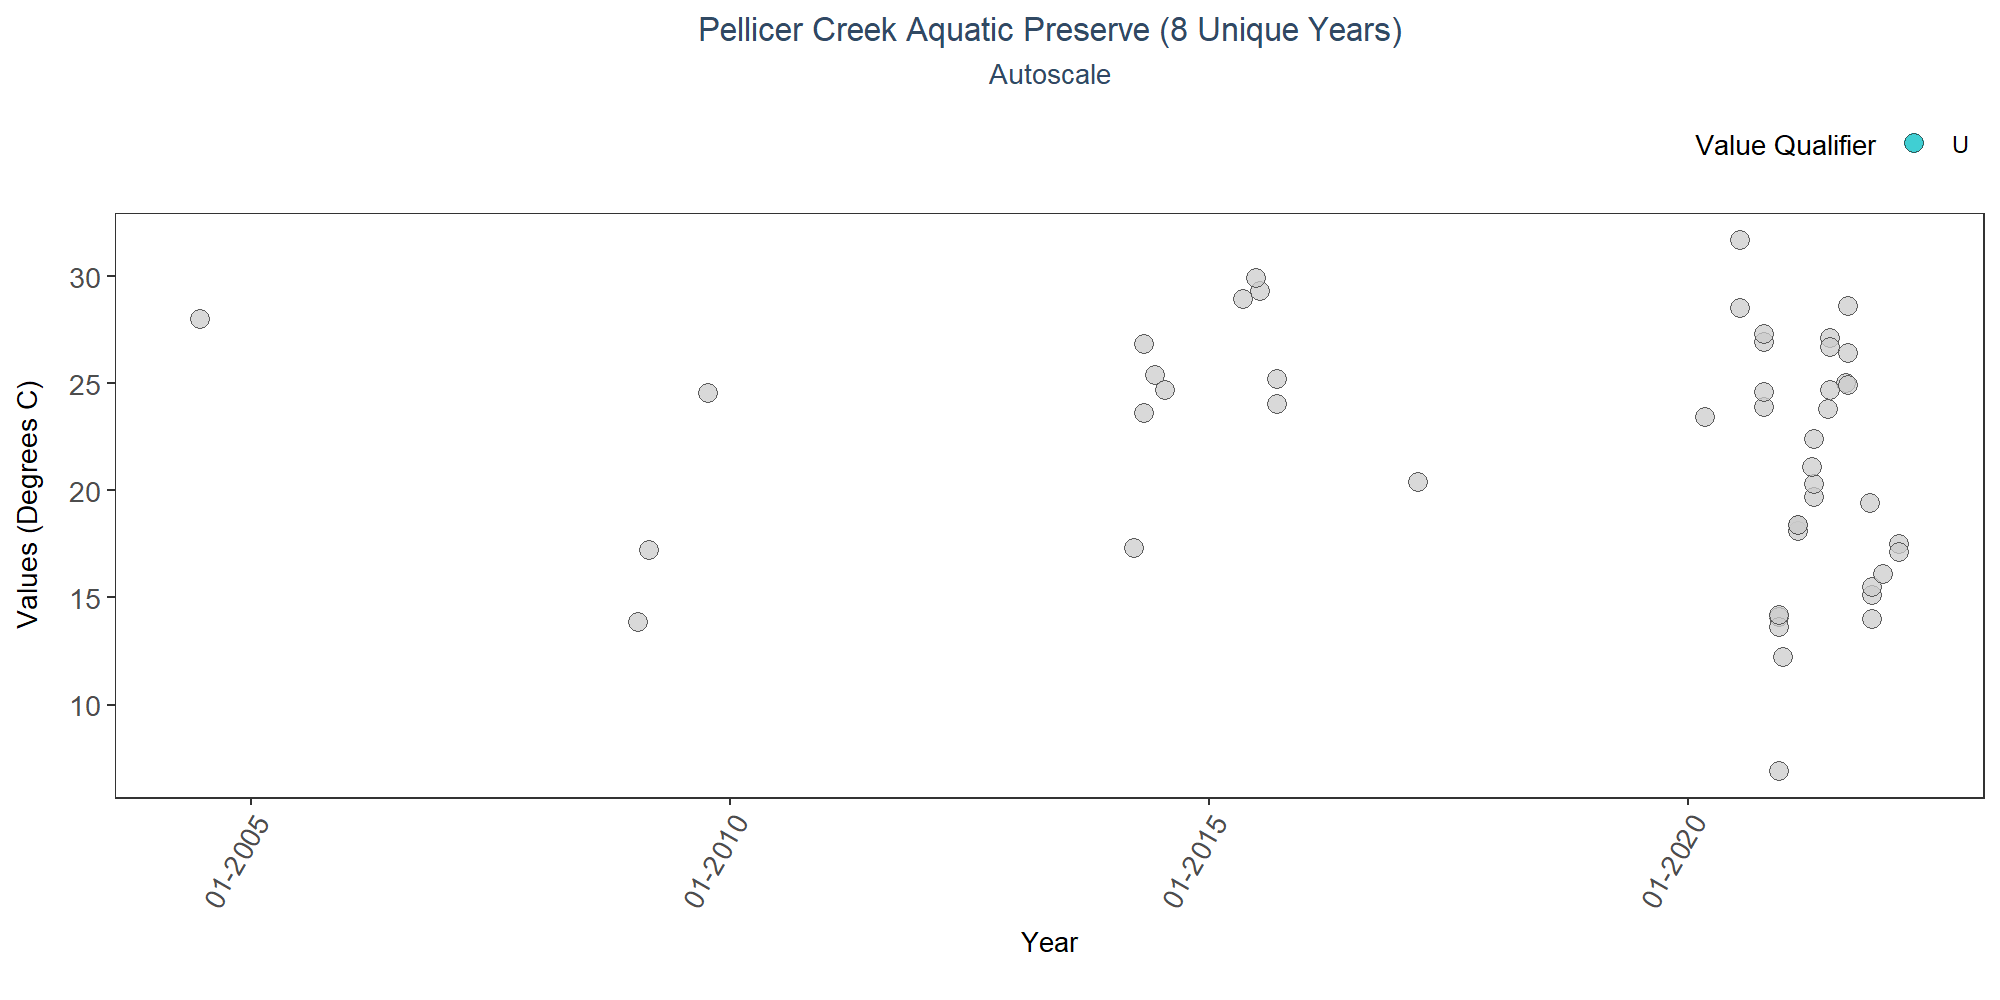 Pellicer Creek Aquatic Preserve (8 Unique Years)
Autoscale
Value Qualifier U
30
25
20
15
10
Values (Degrees C)
01-2005
01-2010
01-2015
01-2020
Year